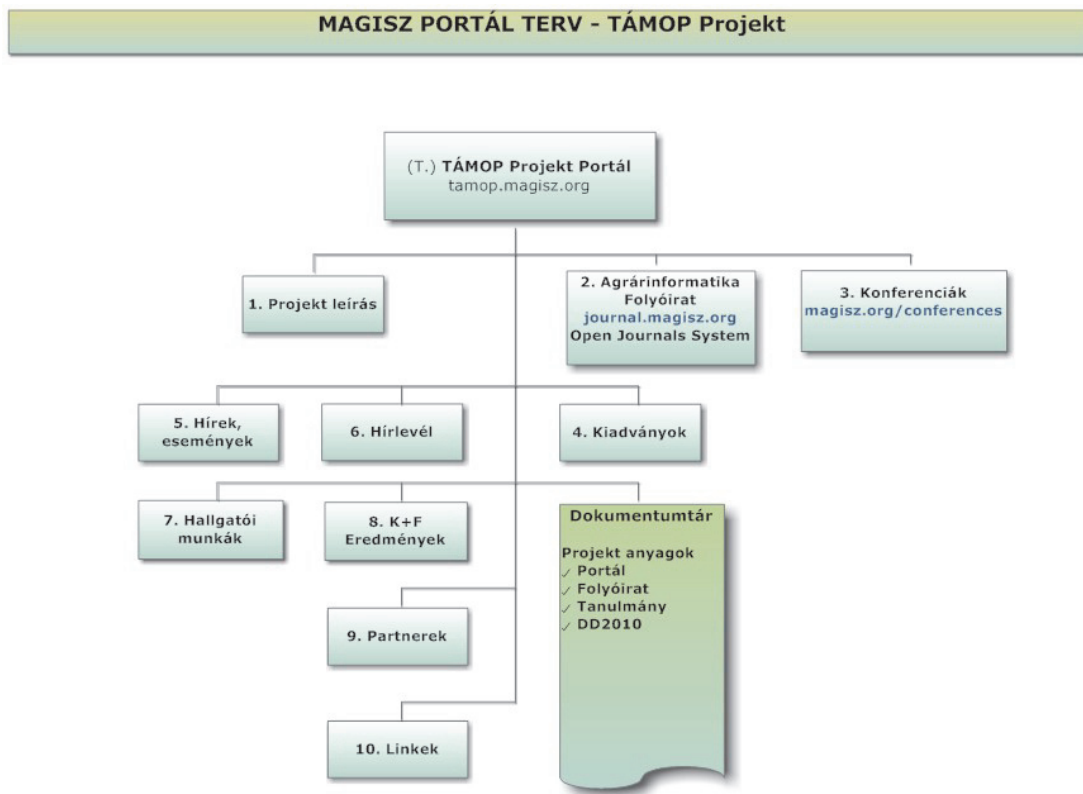 MAGISZ PORTÁL TERV - TÁMOP Projekt
(T.) TÁMOP Projekt Portál
tamop.magisz.org
1. Projekt leírás
2. Agrárinformatika
Folyóirat
journal.magisz.org
Open Journals System
3. Konferenciák
magisz.org/conferences
5. Hírek,
események
6. Hírlevél
4. Kiadványok
7. Hallgatói
munkák
8. K+F
Eredmények
Dokumentumtár
Projekt anyagok
✓ Portál
✓ Folyóirat
✓ Tanulmány
✓ DD2010
9. Partnerek
10. Linkek